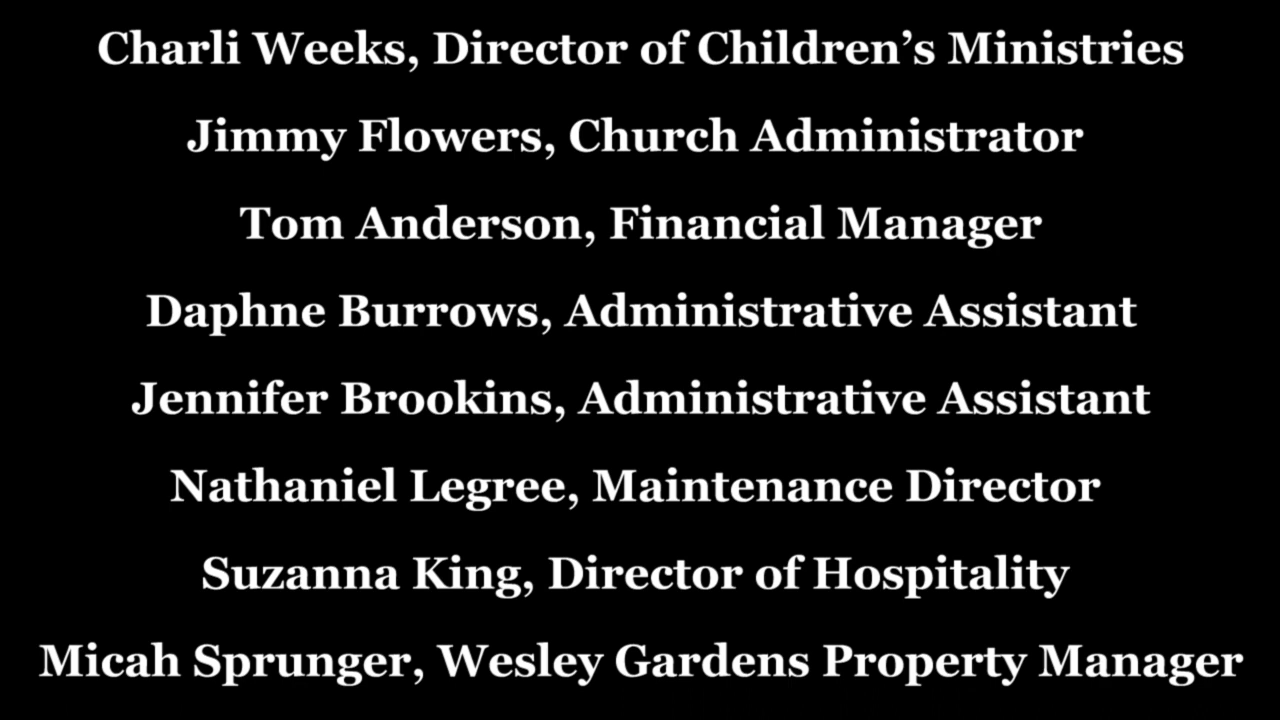 Charli Weeks, Director of Children’s Ministries
Jimmy Flowers, Church Administrator
Tom Anderson, Financial Manager
Daphne Burrows, Administrative Assistant
Jennifer Brookins, Administrative Assistant
Nathaniel Legree, Maintenance Director
Suzanna King, Director of Hospitality
Micah Sprunger, Wesley Gardens Property Manager